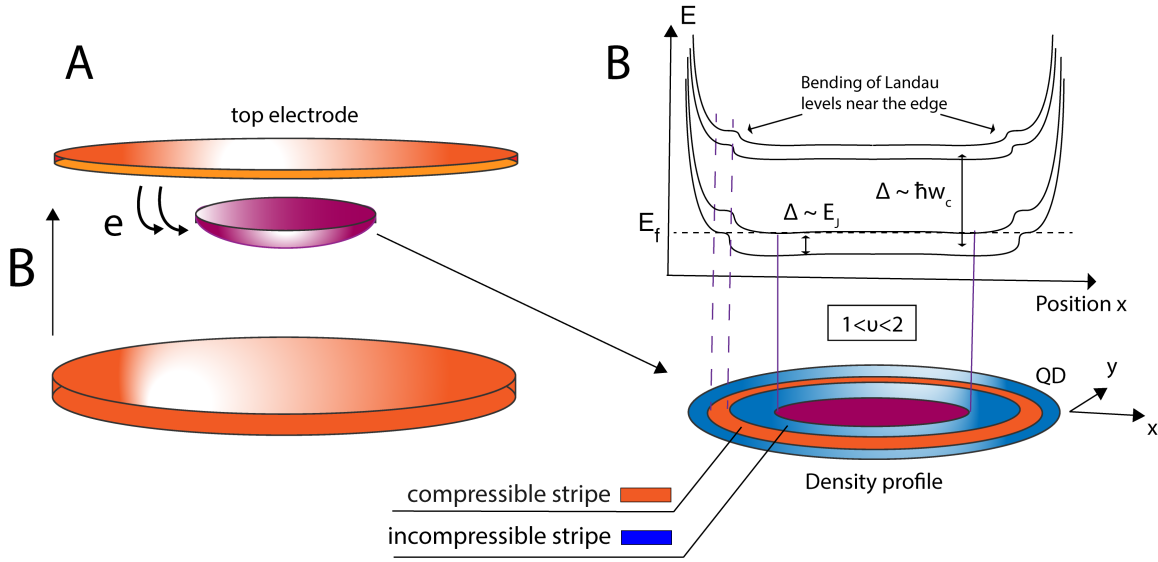 A
top electrode
e
B
B
E
Bending of Landau
levels near the edge
Δ ~ ħw_c
Δ ~ E_J
E_f
Position x
1<υ<2
QD
y
x
Density profile
compressible stripe
incompressible stripe